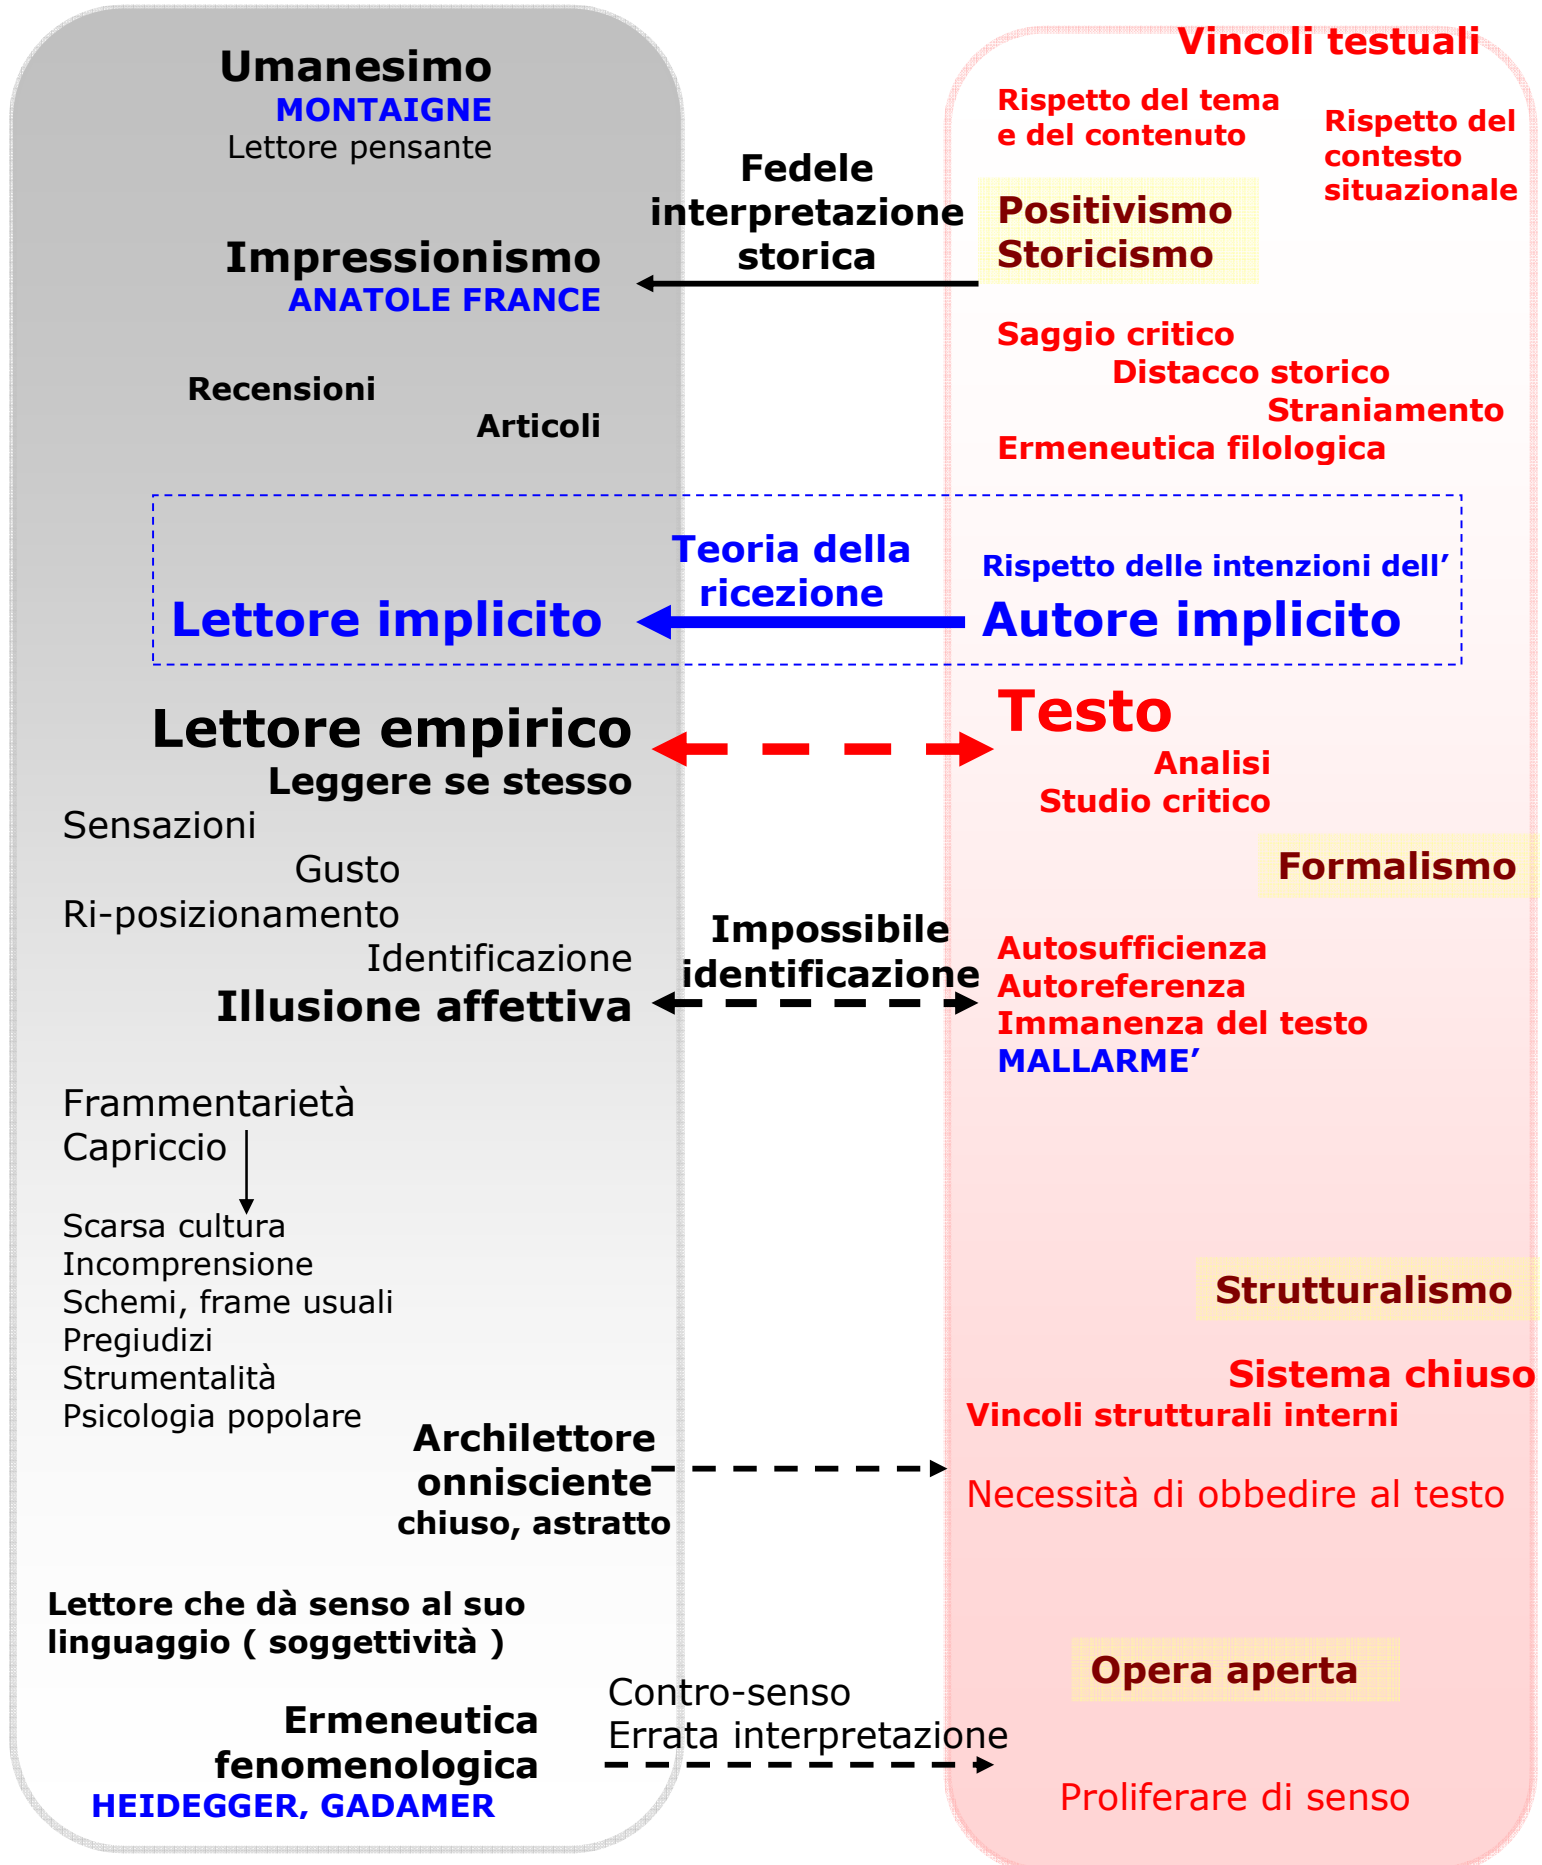 Umanesimo
MONTAIGNE
Lettore pensante
Impressionismo
ANATOLE FRANCE
Recensioni
Articoli
Fedele
interpretazione
storica
Vincoli testuali
Rispetto del tema
e del contenuto
Rispetto del
contesto
situazionale
Positivismo
Storicismo
Saggio critico
Distacco storico
Straniamento
Ermeneutica filologica
Lettore implicito
Teoria della
ricezione
Rispetto delle intenzioni dell’
Autore implicito
Lettore empirico
Leggere se stesso
Sensazioni
Gusto
Ri-posizionamento
Identificazione
Illusione affettiva
Testo
Analisi
Studio critico
Formalismo
Impossibile
identificazione
Autosufficienza
Autoreferenza
Immanenza del testo
MALLARME’
Frammentarietà
Capriccio
Scarsa cultura
Incomprensione
Schemi, frame usuali
Pregiudizi
Strumentalità
Psicologia popolare
Archilettore
onnisciente
chiuso, astratto
Strutturalismo
Sistema chiuso
Vincoli strutturali interni
Necessità di obbedire al testo
Lettore che dà senso al suo
linguaggio ( soggettività )
Ermeneutica
fenomenologica
HEIDEGGER, GADAMER
Contro-senso
Errata interpretazione
Opera aperta
Proliferare di senso